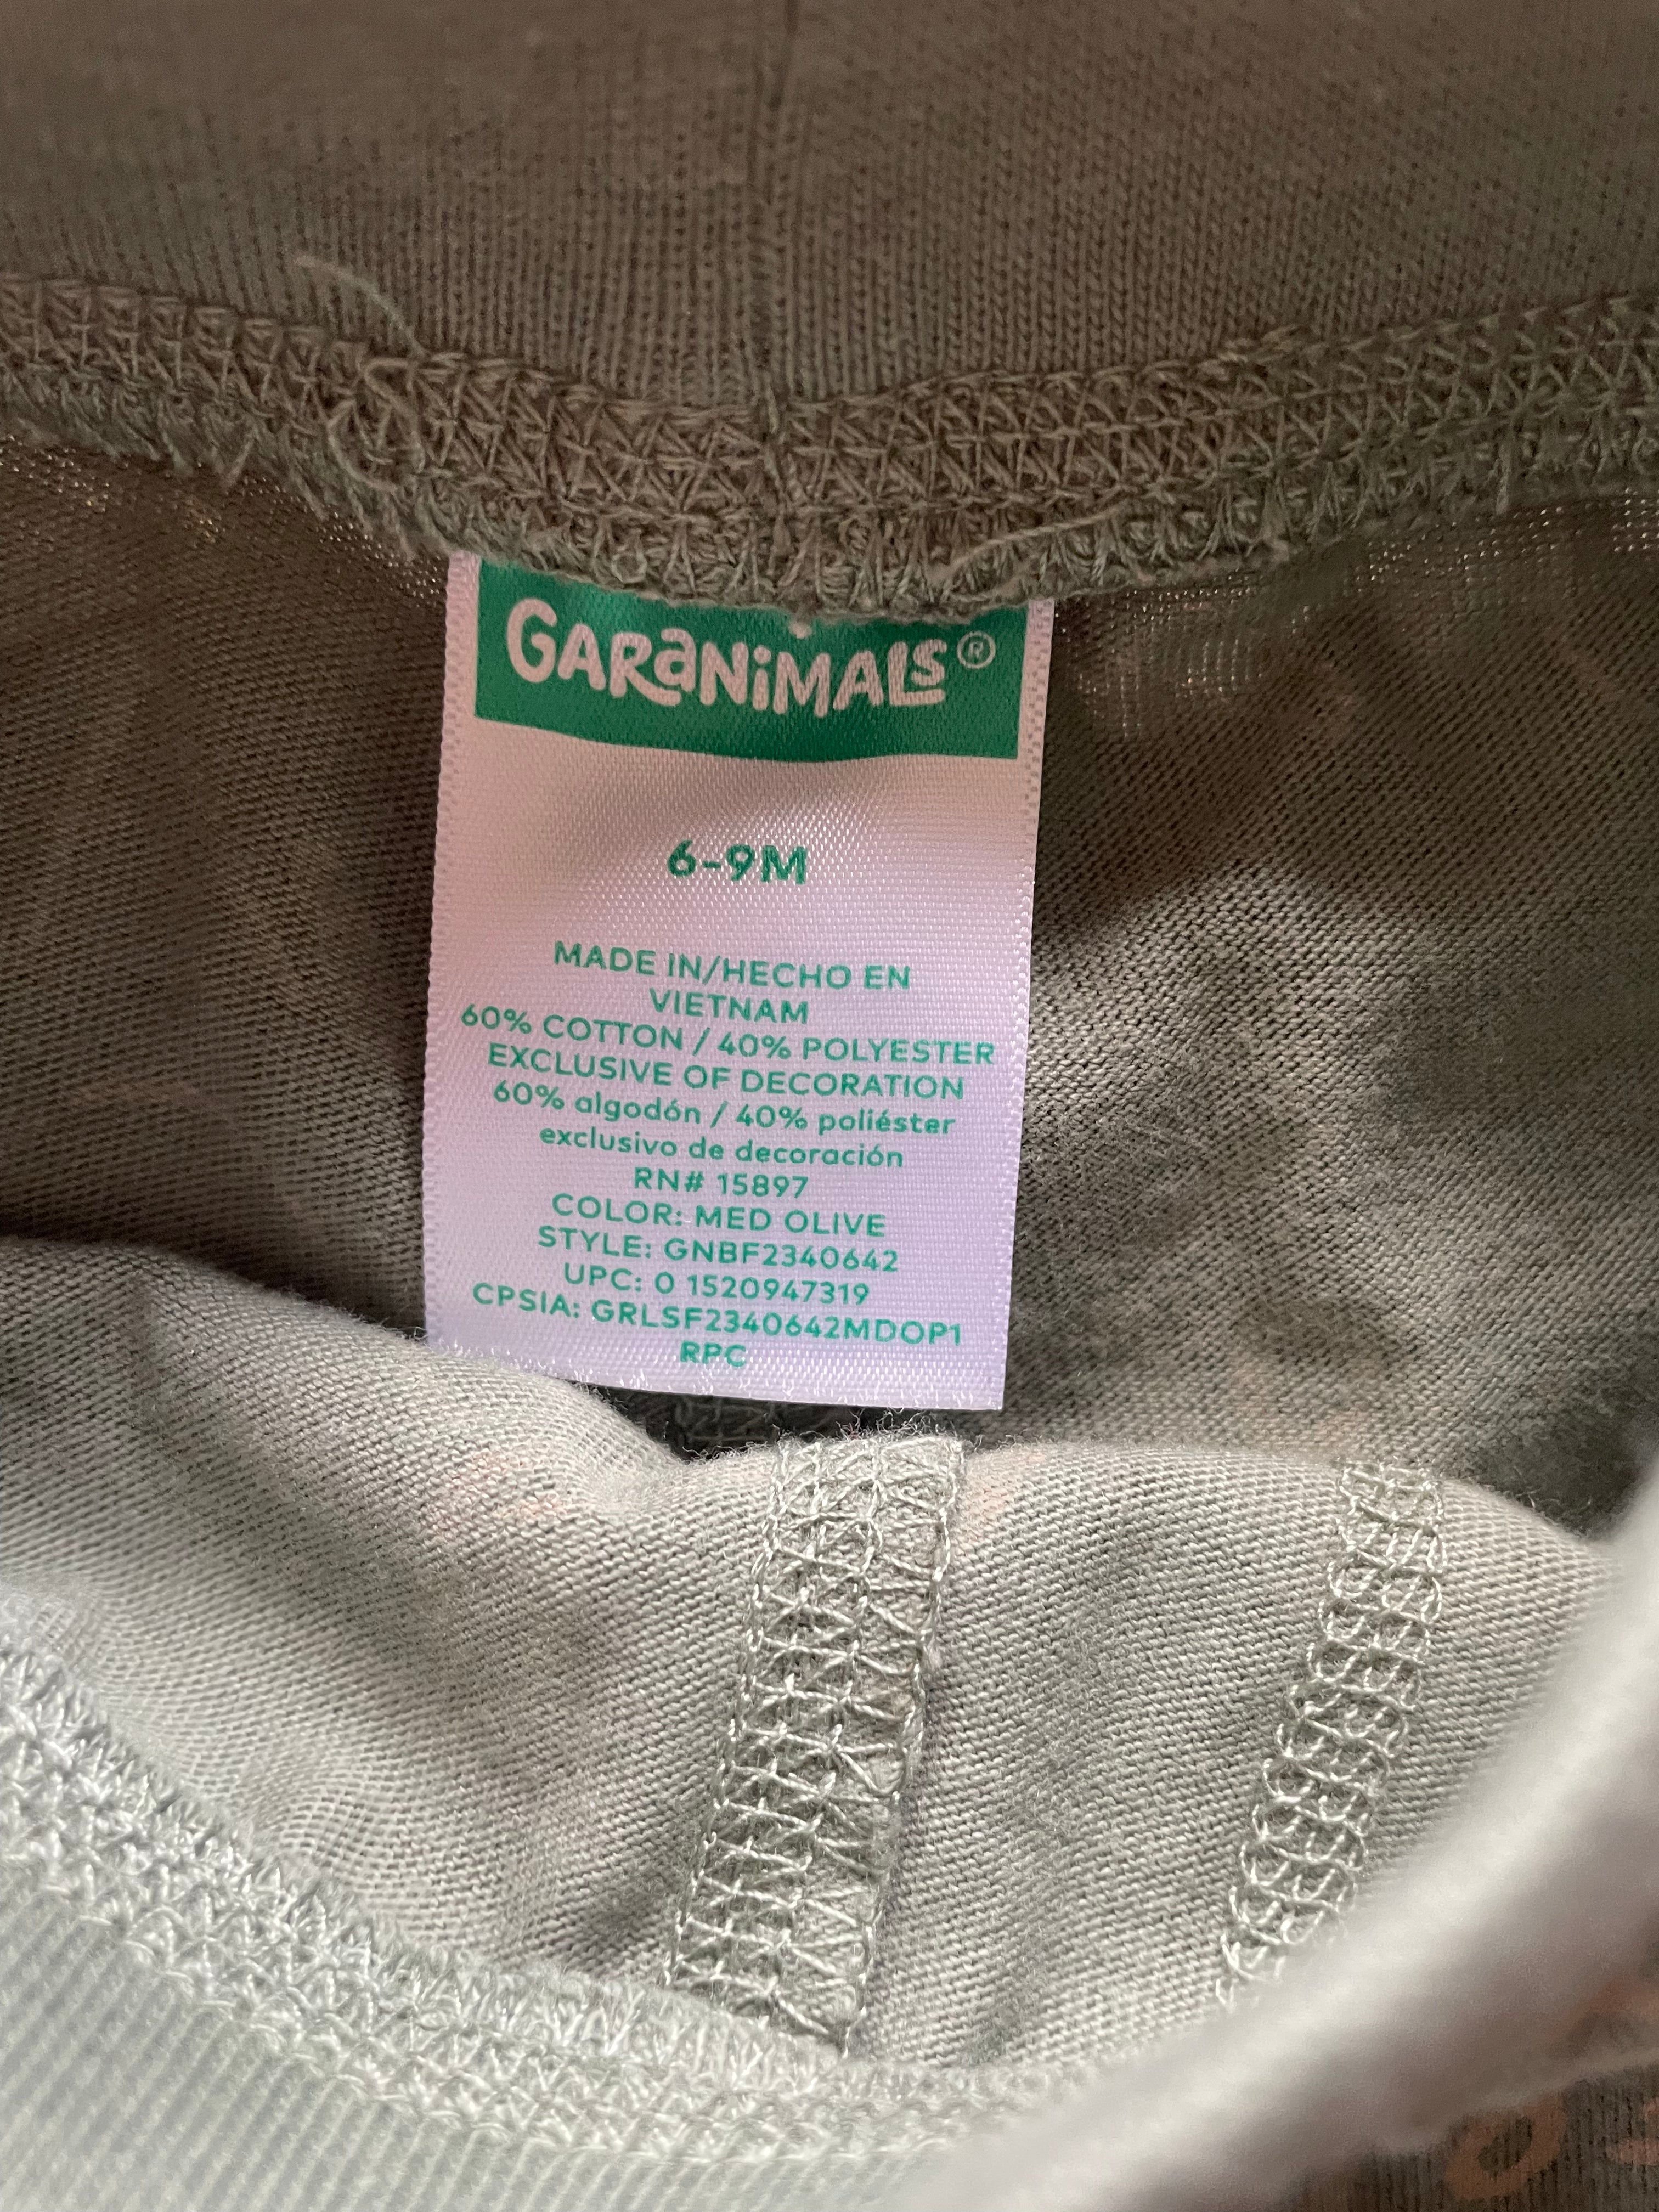 GARANiMALS®
6-9M
MADE IN/HECHO EN
VIETNAM
60% COTTON / 40% POLYESTER
EXCLUSIVE OF DECORATION
60% algodón / 40% poliéster
exclusivo de decoración
RN# 15897
COLOR: MED OLIVE
STYLE: GNBF2340642
UPC: 0 1520947319
CPSIA: GRLSF2340642MDOP1
RPC